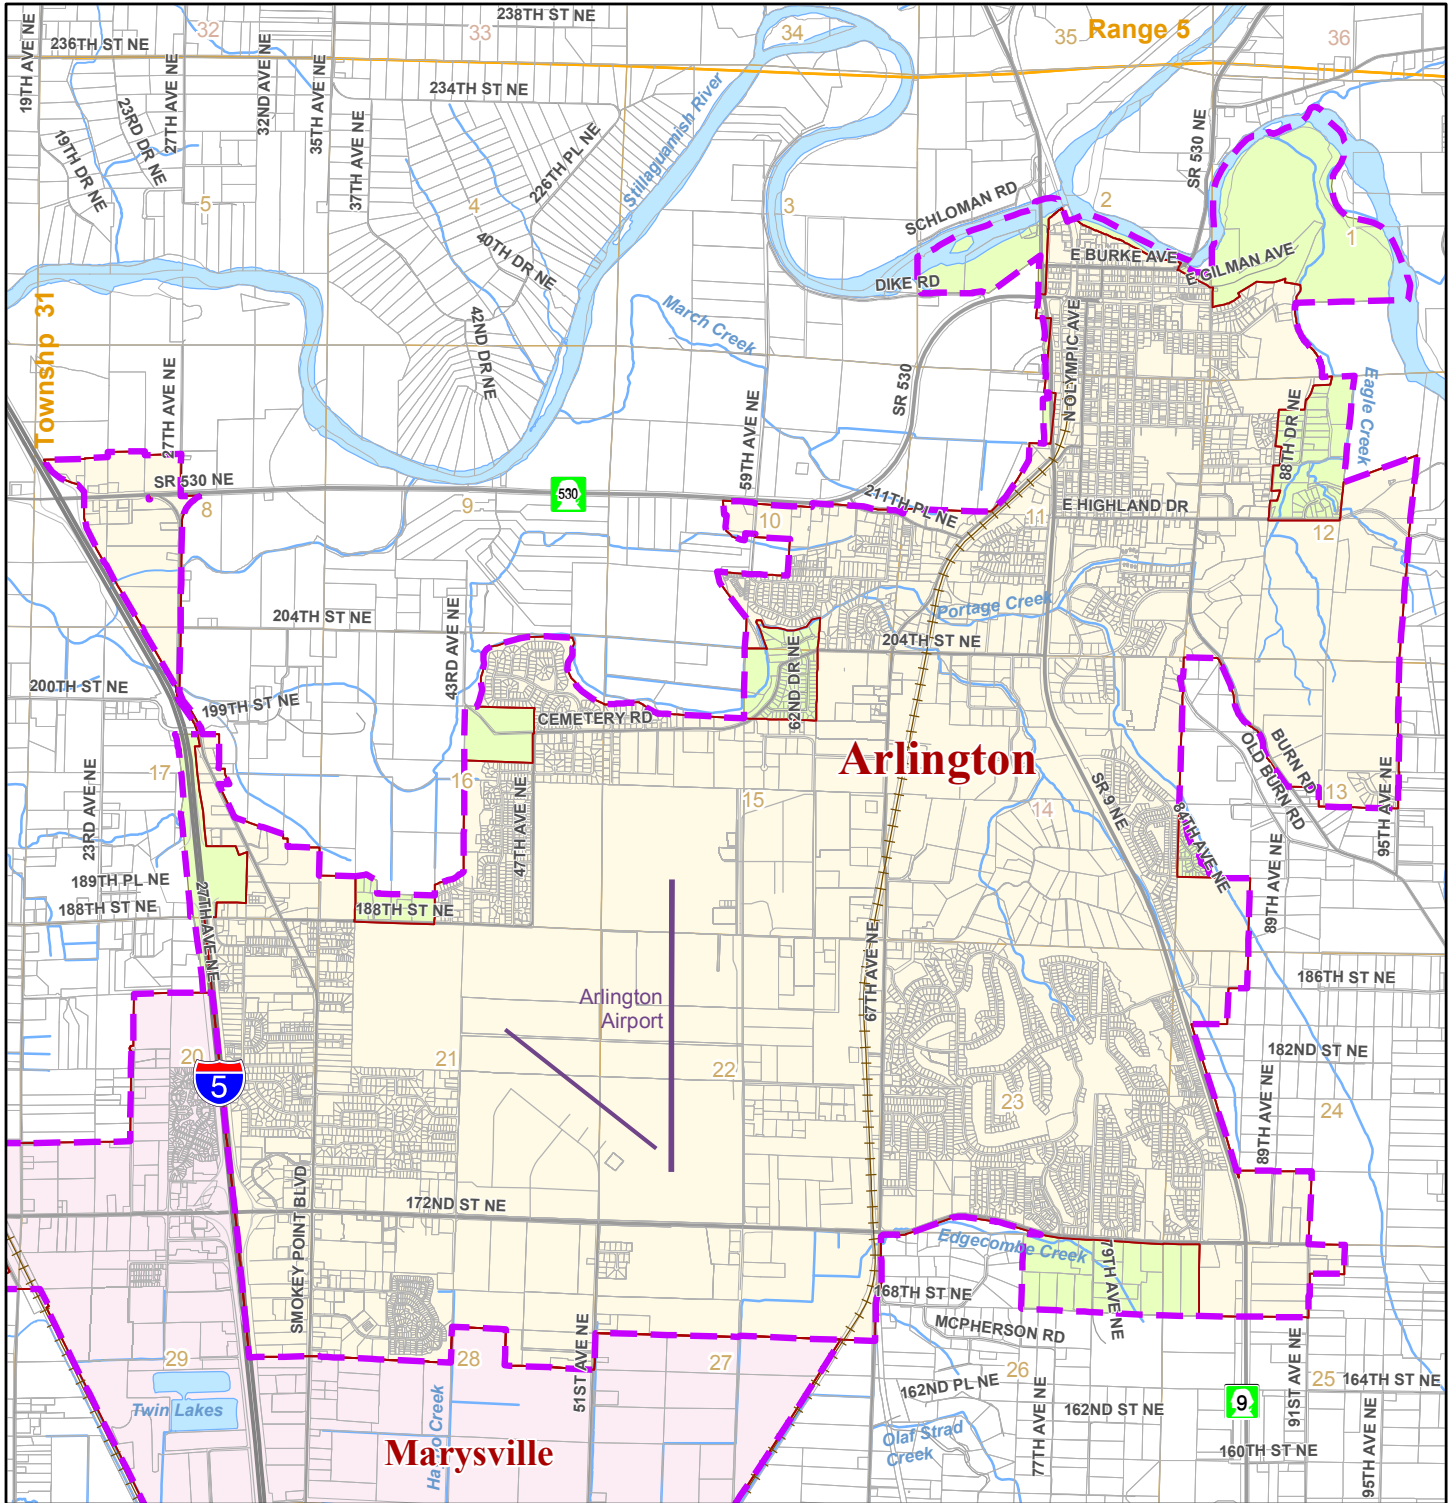 238TH ST NE
32
33
34
35
Range 5
36
19TH AVE NE
236TH ST NE
27TH AVE NE
32ND AVE NE
35TH AVE NE
234TH ST NE
23RD DR NE
19TH DR NE
37TH AVE NE
226TH PL NE
Stillaguamish River
SR 530 NE
5
4
3
2
1
SCHLOMAN RD
40TH DR NE
E BURKE AVE
E GILMAN AVE
DIKE RD
Township 31
42ND DR NE
March Creek
N OLYMPIC AVE
27TH AVE NE
SR 530
59TH AVE NE
88TH DR NE
Eagle Creek
SR 530 NE
8
9
530
10
211TH PL NE
11
E HIGHLAND DR
12
Portage Creek
204TH ST NE
43RD AVE NE
204TH ST NE
62ND DR NE
200TH ST NE
199TH ST NE
CEMETERY RD
Arlington
BURN RD
OLD BURN RD
17
16
15
14
13
23RD AVE NE
47TH AVE NE
SR 9 NE
84TH AVE NE
95TH AVE NE
189TH PL NE
188TH ST NE
27TH AVE NE
188TH ST NE
89TH AVE NE
67TH AVE NE
186TH ST NE
Arlington
Airport
20
21
22
23
24
5
182ND ST NE
89TH AVE NE
SMOKEY POINT BLVD
172ND ST NE
Edgecombe Creek
79TH AVE NE
168TH ST NE
MCPHERSON RD
29
28
27
26
25
51ST AVE NE
162ND PL NE
77TH AVE NE
162ND ST NE
9
91ST AVE NE
164TH ST NE
Twin Lakes
Marysville
Olaf Strad
Creek
160TH ST NE
95TH AVE NE